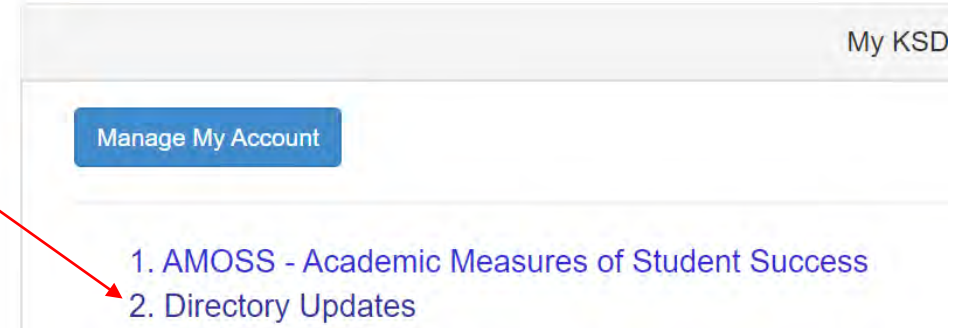 My KSD
Manage My Account
1. AMOSS - Academic Measures of Student Success
2. Directory Updates